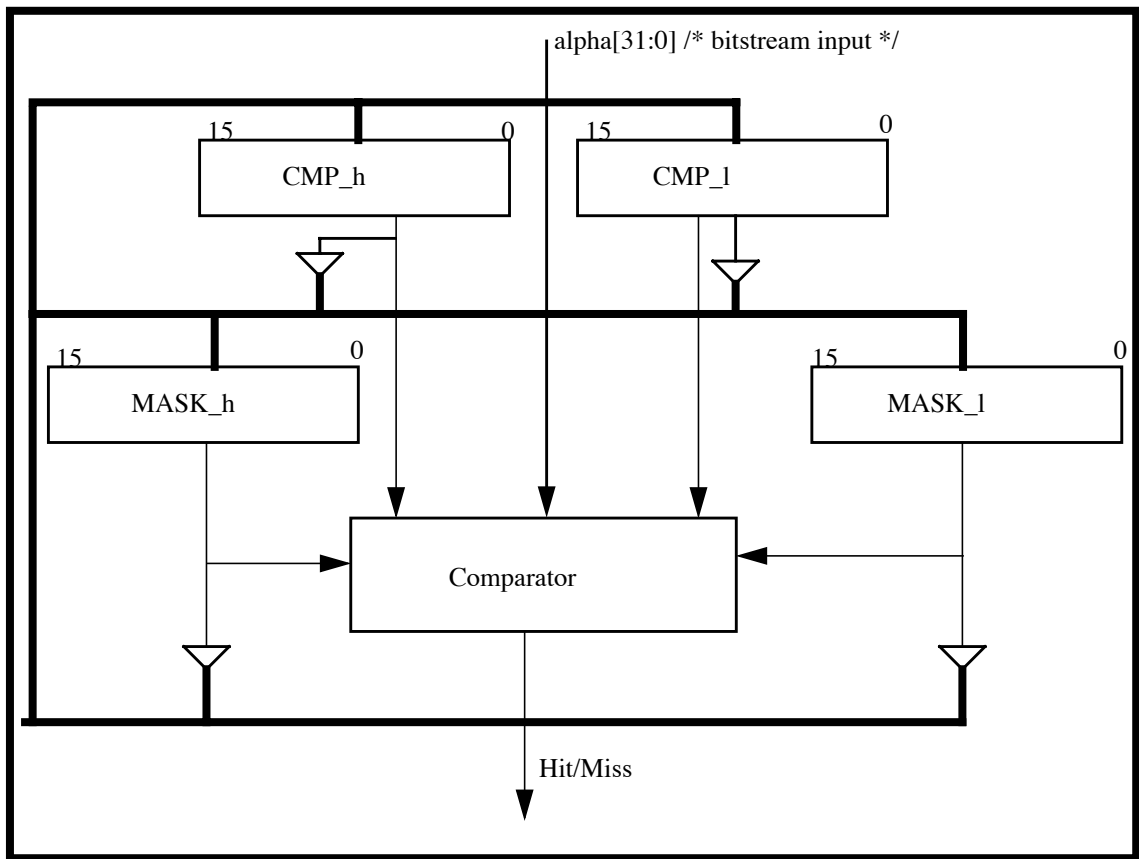 alpha[31:0] /* bitstream input */
15 0 15 0
CMP_h CMP_l
15 0 15 0
MASK_h MASK_l
Comparator
Hit/Miss